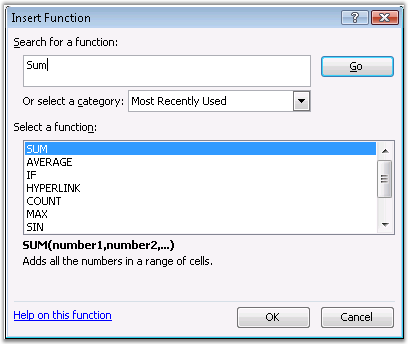 Insert Function
Search for a function:
Sum
Go
Or select a category: Most Recently Used
Select a function:
SUM
AVERAGE
IF
HYPERLINK
COUNT
MAX
SIN
SUM(number1,number2,...)
Adds all the numbers in a range of cells.
Help on this function
OK Cancel